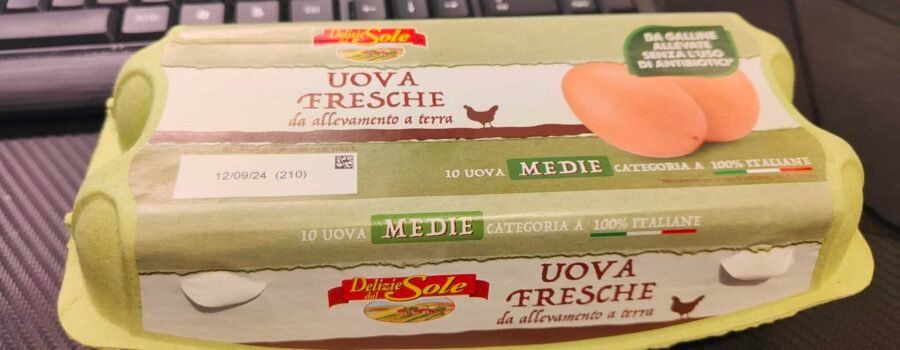 Delizie
dal Sole
DA GALLINE
ALLEVATE
SENZA L'USO
DI ANTIBIOTICI*
UOVA
FRESCHE
da allevamento a terra
12/09/24 (210)
10 UOVA MEDIE CATEGORIA A 100% ITALIANE
10 UOVA MEDIE CATEGORIA A 100% ITALIANE
Delizie
dal Sole
UOVA
FRESCHE
da allevamento a terra